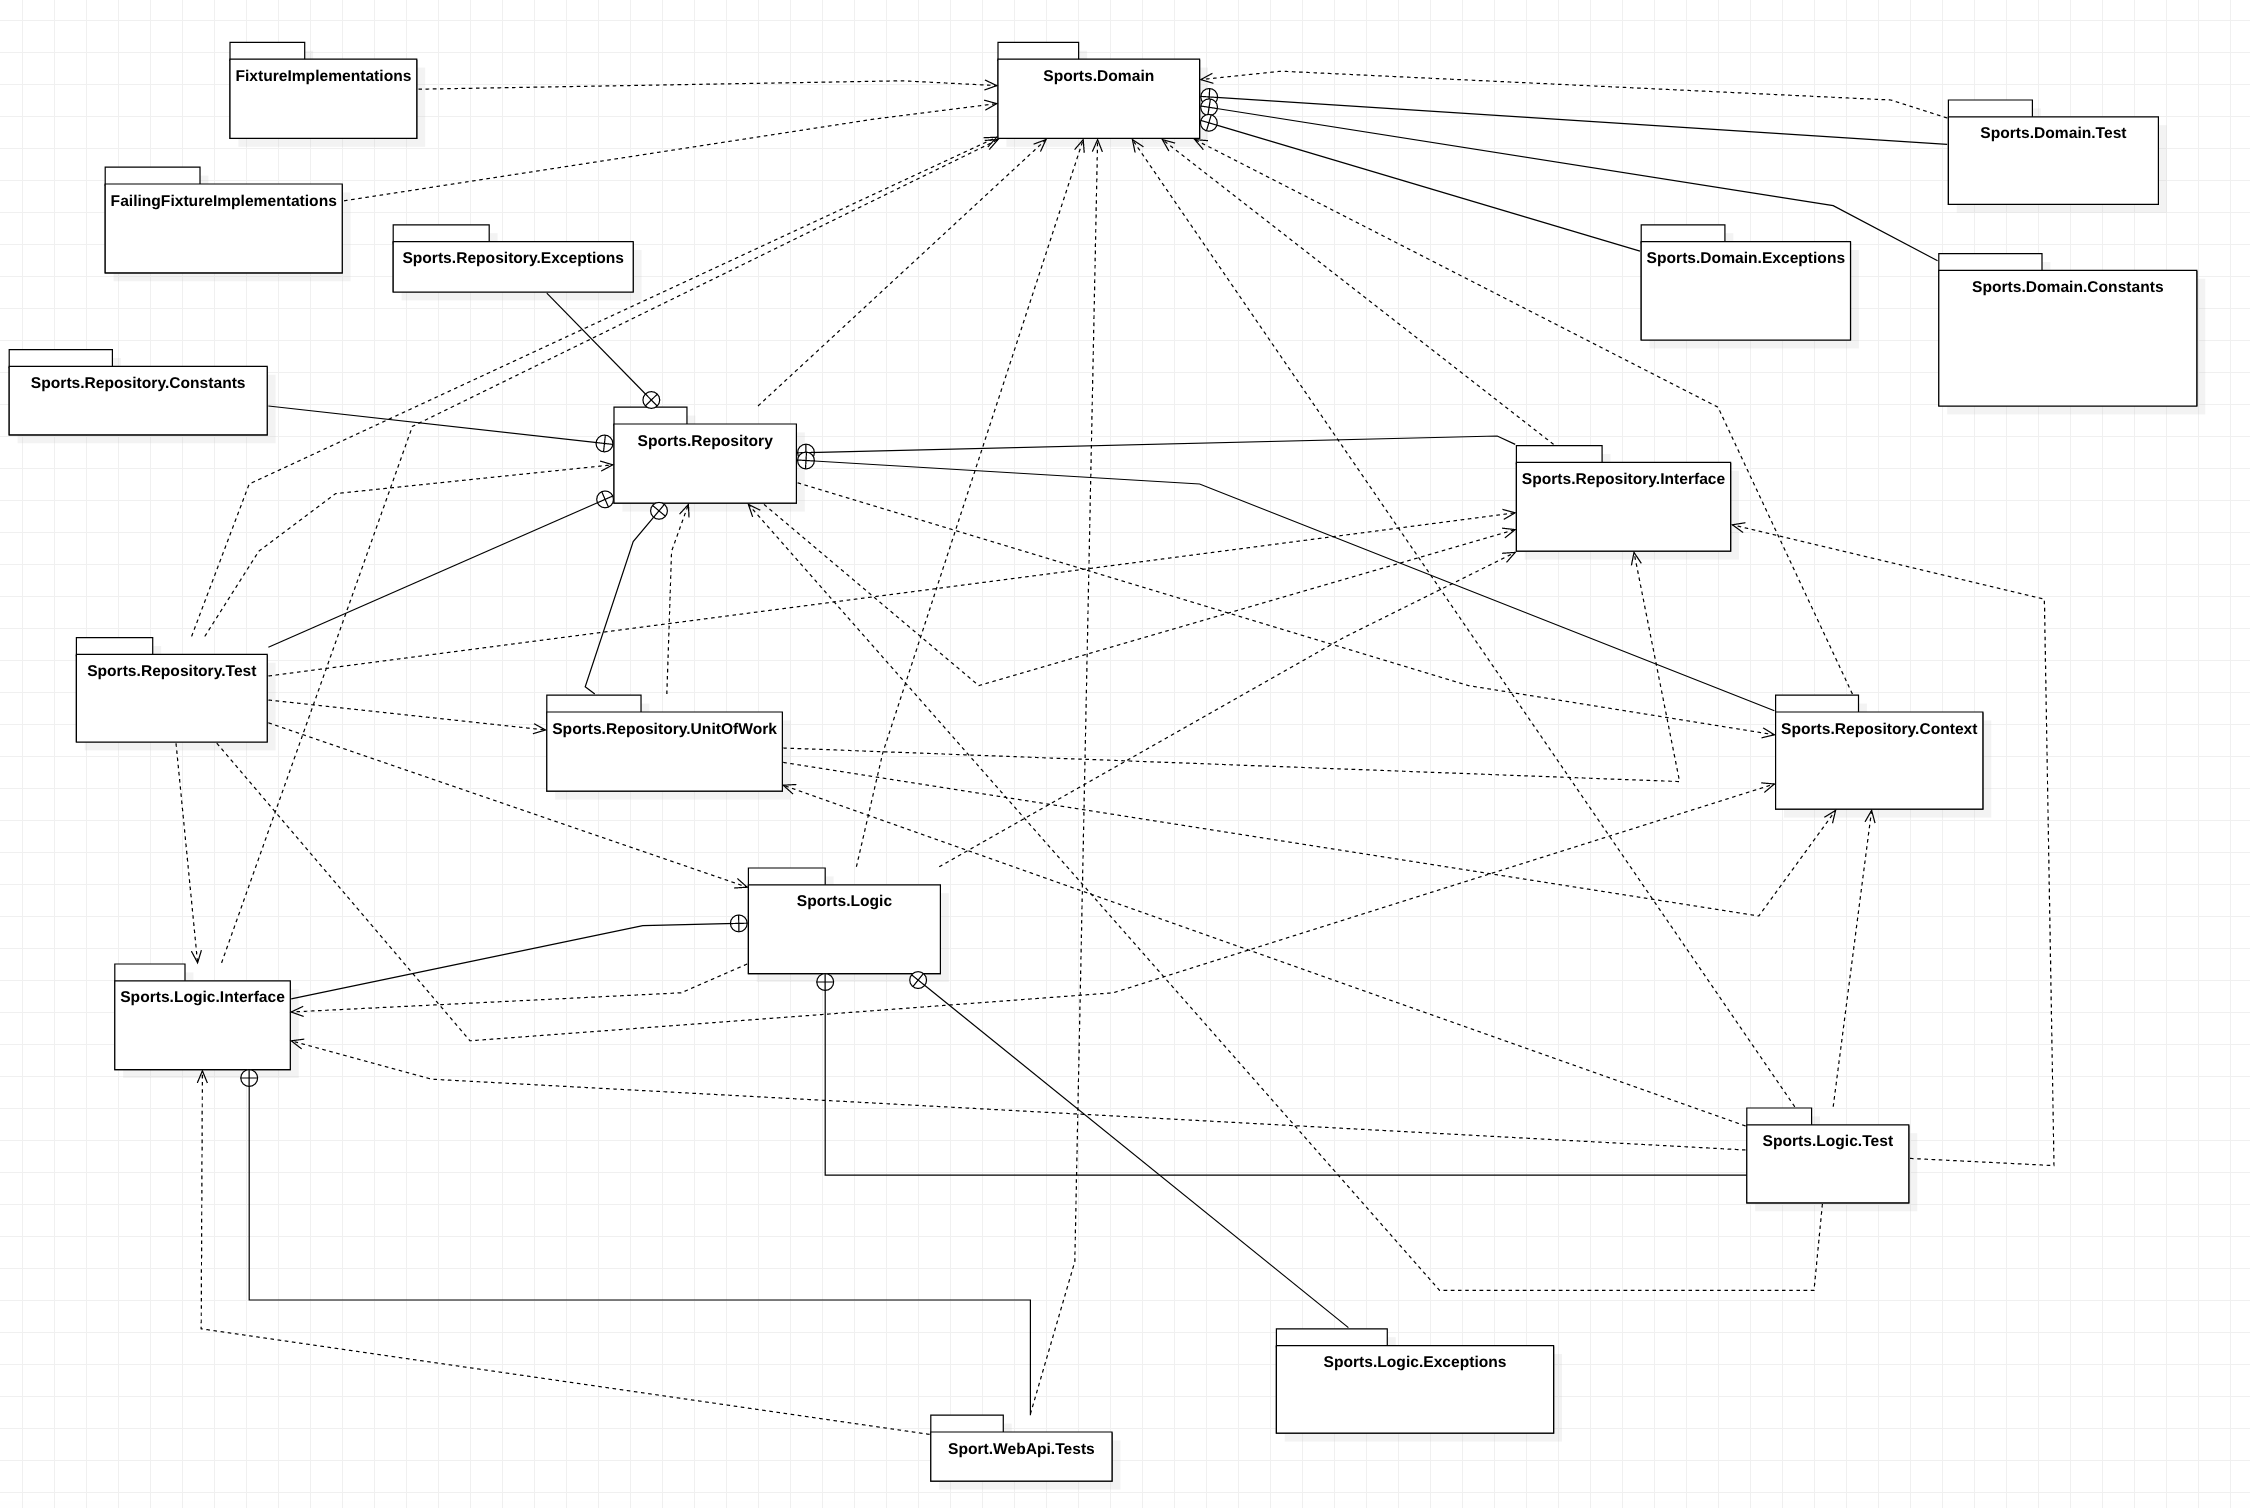 FixtureImplementations
Sports.Domain
Sports.Domain.Test
FailingFixtureImplementations
Sports.Repository.Exceptions
Sports.Domain.Exceptions
Sports.Domain.Constants
Sports.Repository.Constants
Sports.Repository
Sports.Repository.Interface
Sports.Repository.Test
Sports.Repository.UnitOfWork
Sports.Repository.Context
Sports.Logic
Sports.Logic.Interface
Sports.Logic.Test
Sports.Logic.Exceptions
Sport.WebApi.Tests